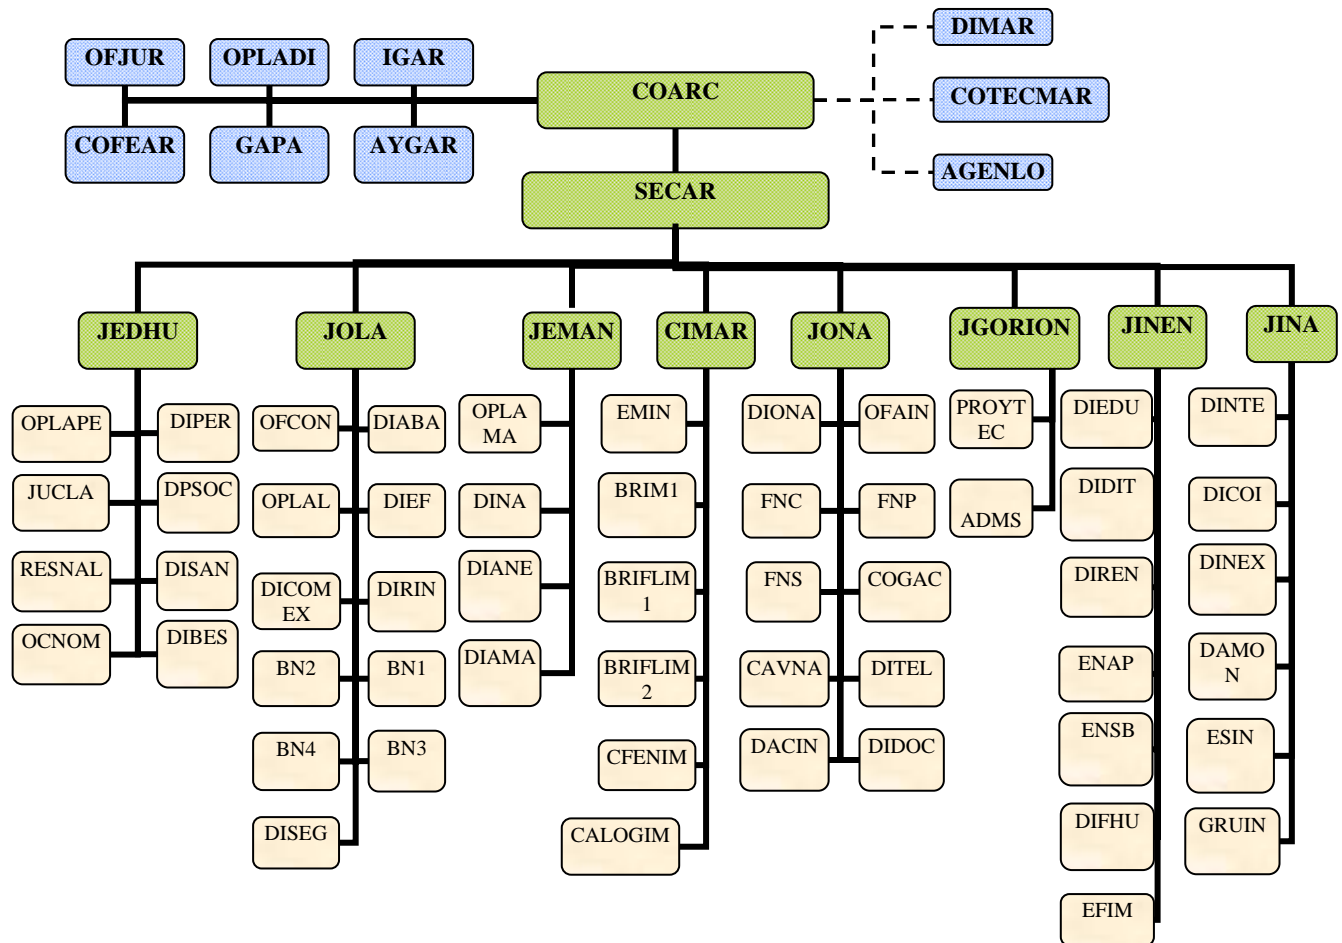 OFJUR
OPLADI
IGAR
COFEAR
GAPA
AYGAR
COARC
DIMAR
COTECMAR
AGENLO
SECAR
JEDHU
JOLA
JEMAN
CIMAR
JONA
JGORION
JINEN
JINA
OPLAPE
DIPER
JUCLA
DPSOC
RESNAL
DISAN
OCNOM
DIBES
OFCON
DIABA
OPLAL
DIEF
DICOM
EX
DIRIN
BN2
BN1
BN4
BN3
DISEG
OPLA
MA
DINA
DIANE
DIAMA
EMIN
BRIM1
BRIFLIM
1
BRIFLIM
2
CFENIM
CALOGIM
DIONA
OFAIN
FNC
FNP
FNS
COGAC
CAVNA
DITEL
DACIN
DIDOC
PROYT
EC
ADMS
DIEDU
DIDIT
DIREN
ENAP
ENSB
DIFHU
EFIM
DINTE
DICOI
DINEX
DAMO
N
ESIN
GRUIN